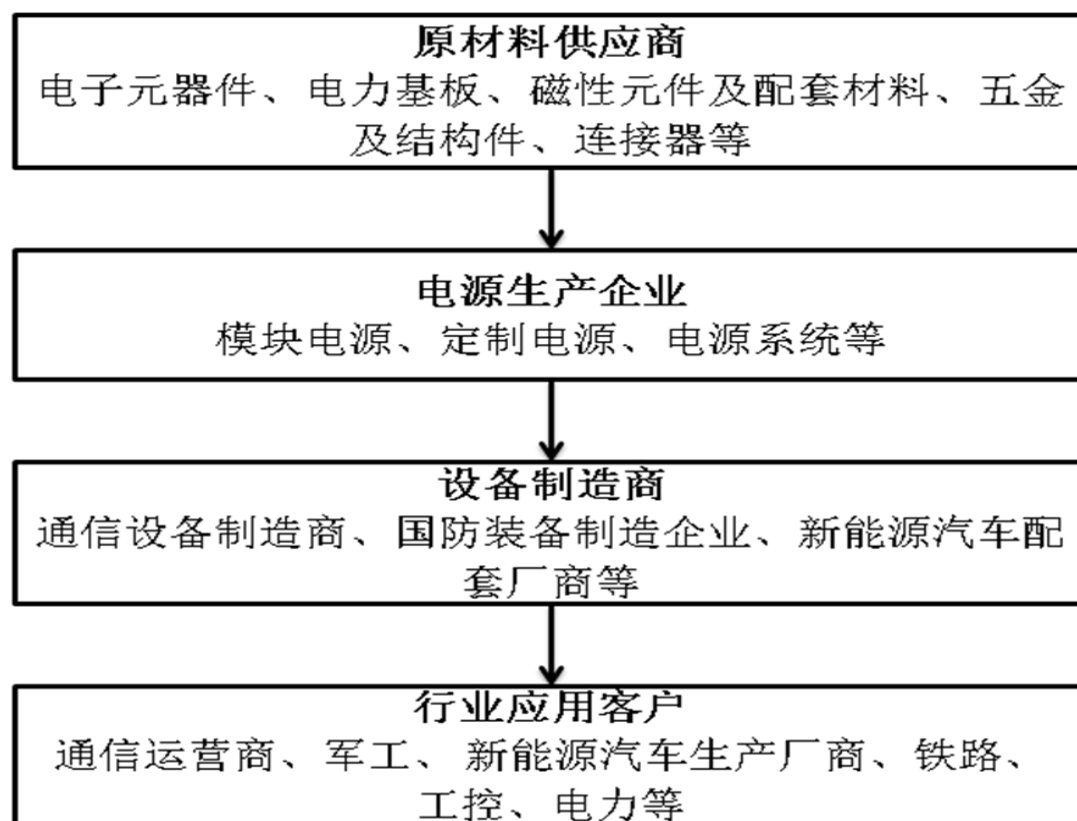 原材料供应商
电子元器件、电力基板、磁性元件及配套材料、五金
及结构件、连接器等
电源生产企业
模块电源、定制电源、电源系统等
设备制造商
通信设备制造商、国防装备制造企业、新能源汽车配
套厂商等
行业应用客户
通信运营商、军工、新能源汽车生产厂商、铁路、
工控、电力等